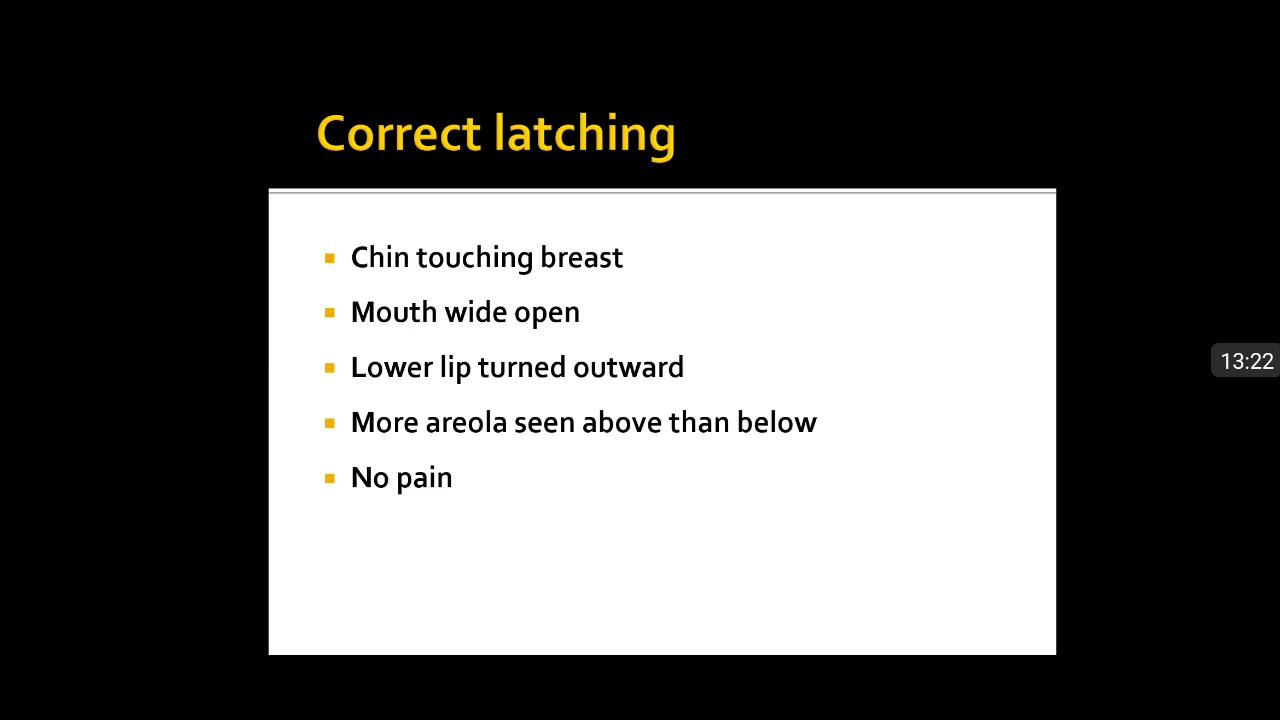 Correct latching
Chin touching breast
Mouth wide open
Lower lip turned outward
More areola seen above than below
No pain
13:22